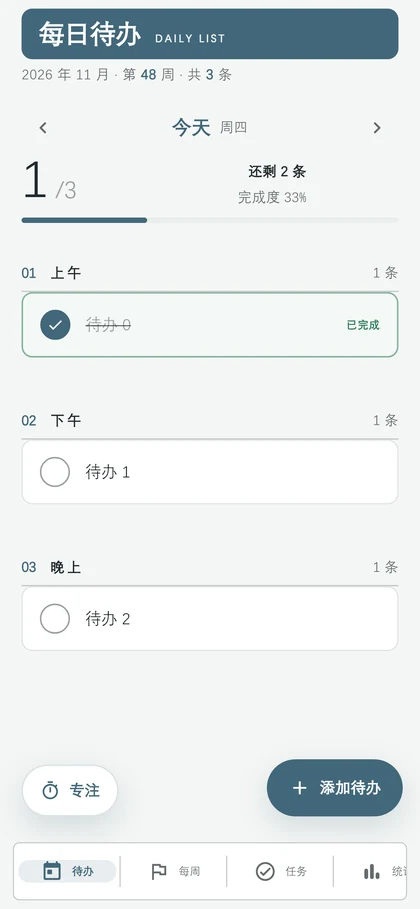 每日待办 DAILY LIST
2026 年 11 月 · 第 48 周 · 共 3 条
今天 周四
1 /3
还剩 2 条
完成度 33%
01 上午 1 条
待办 0 已完成
02 下午 1 条
待办 1
03 晚上 1 条
待办 2
专注
添加待办
待办 每周 任务 统